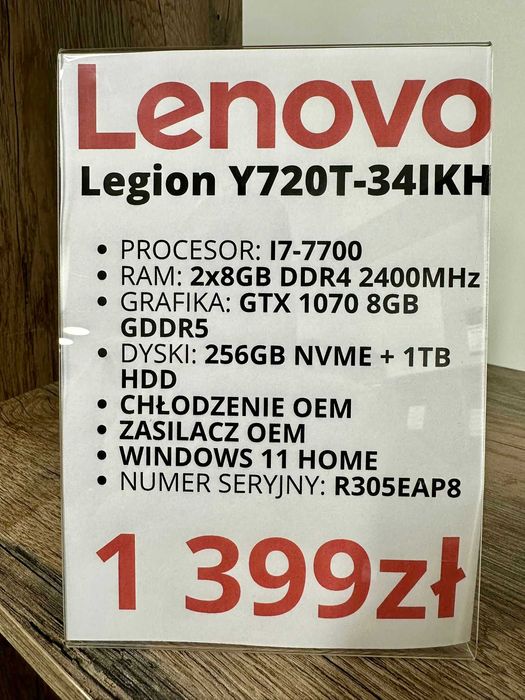 Lenovo
Legion Y720T-34IKH
• PROCESOR: I7-7700
• RAM: 2x8GB DDR4 2400MHz
• GRAFIKA: GTX 1070 8GB
GDDR5
• DYSKI: 256GB NVME + 1TB
HDD
• CHŁODZENIE OEM
• ZASILACZ OEM
• WINDOWS 11 HOME
• NUMER SERYJNY: R305EAP8
1 399zł